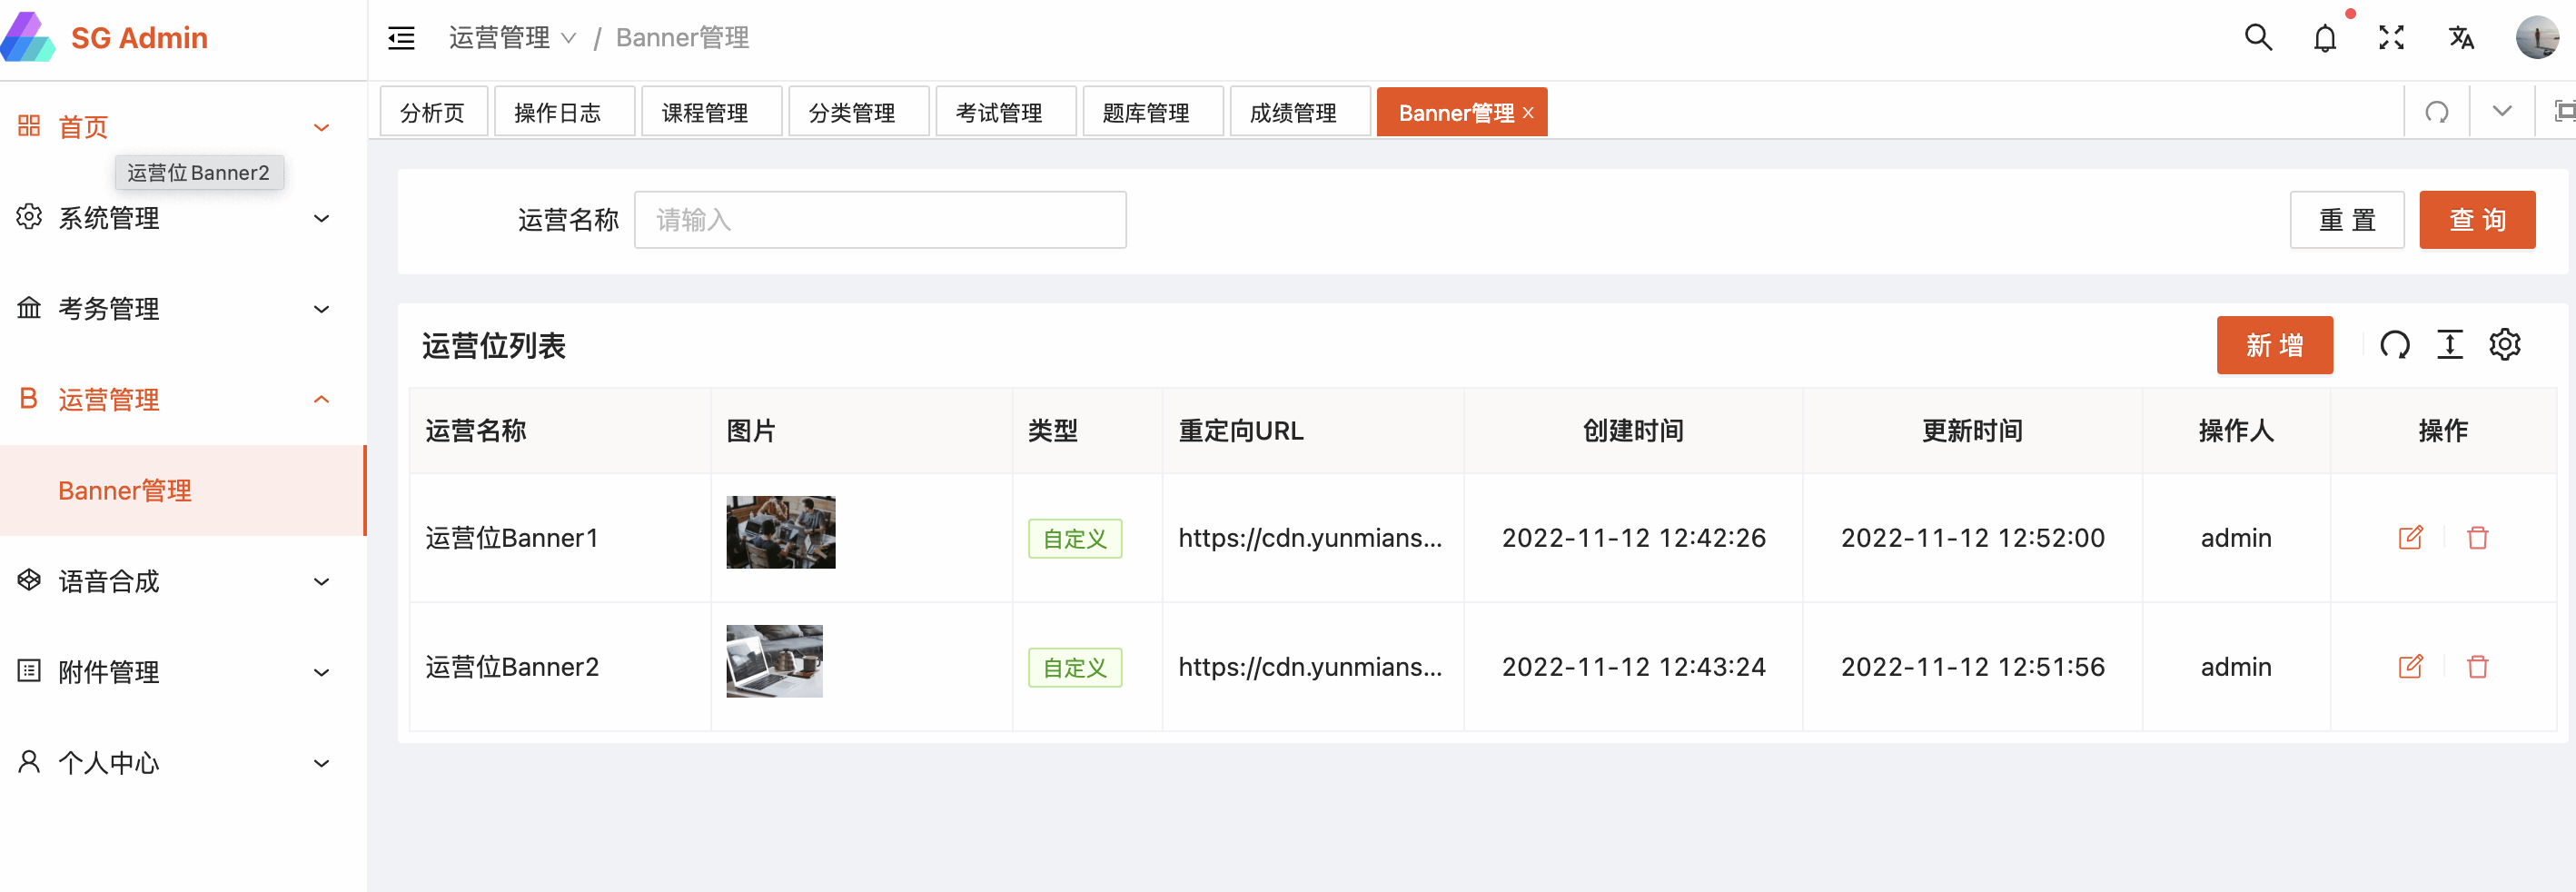 SG Admin
运营管理 / Banner管理
分析页 操作日志 课程管理 分类管理 考试管理 题库管理 成绩管理 Banner管理
首页
运营位Banner2
系统管理
考务管理
运营管理
Banner管理
语音合成
附件管理
个人中心
运营名称 请输入 重置 查询
运营位列表 新增
运营名称 图片 类型 重定向URL 创建时间 更新时间 操作人 操作
运营位Banner1 自定义 https://cdn.yunmians... 2022-11-12 12:42:26 2022-11-12 12:52:00 admin
运营位Banner2 自定义 https://cdn.yunmians... 2022-11-12 12:43:24 2022-11-12 12:51:56 admin